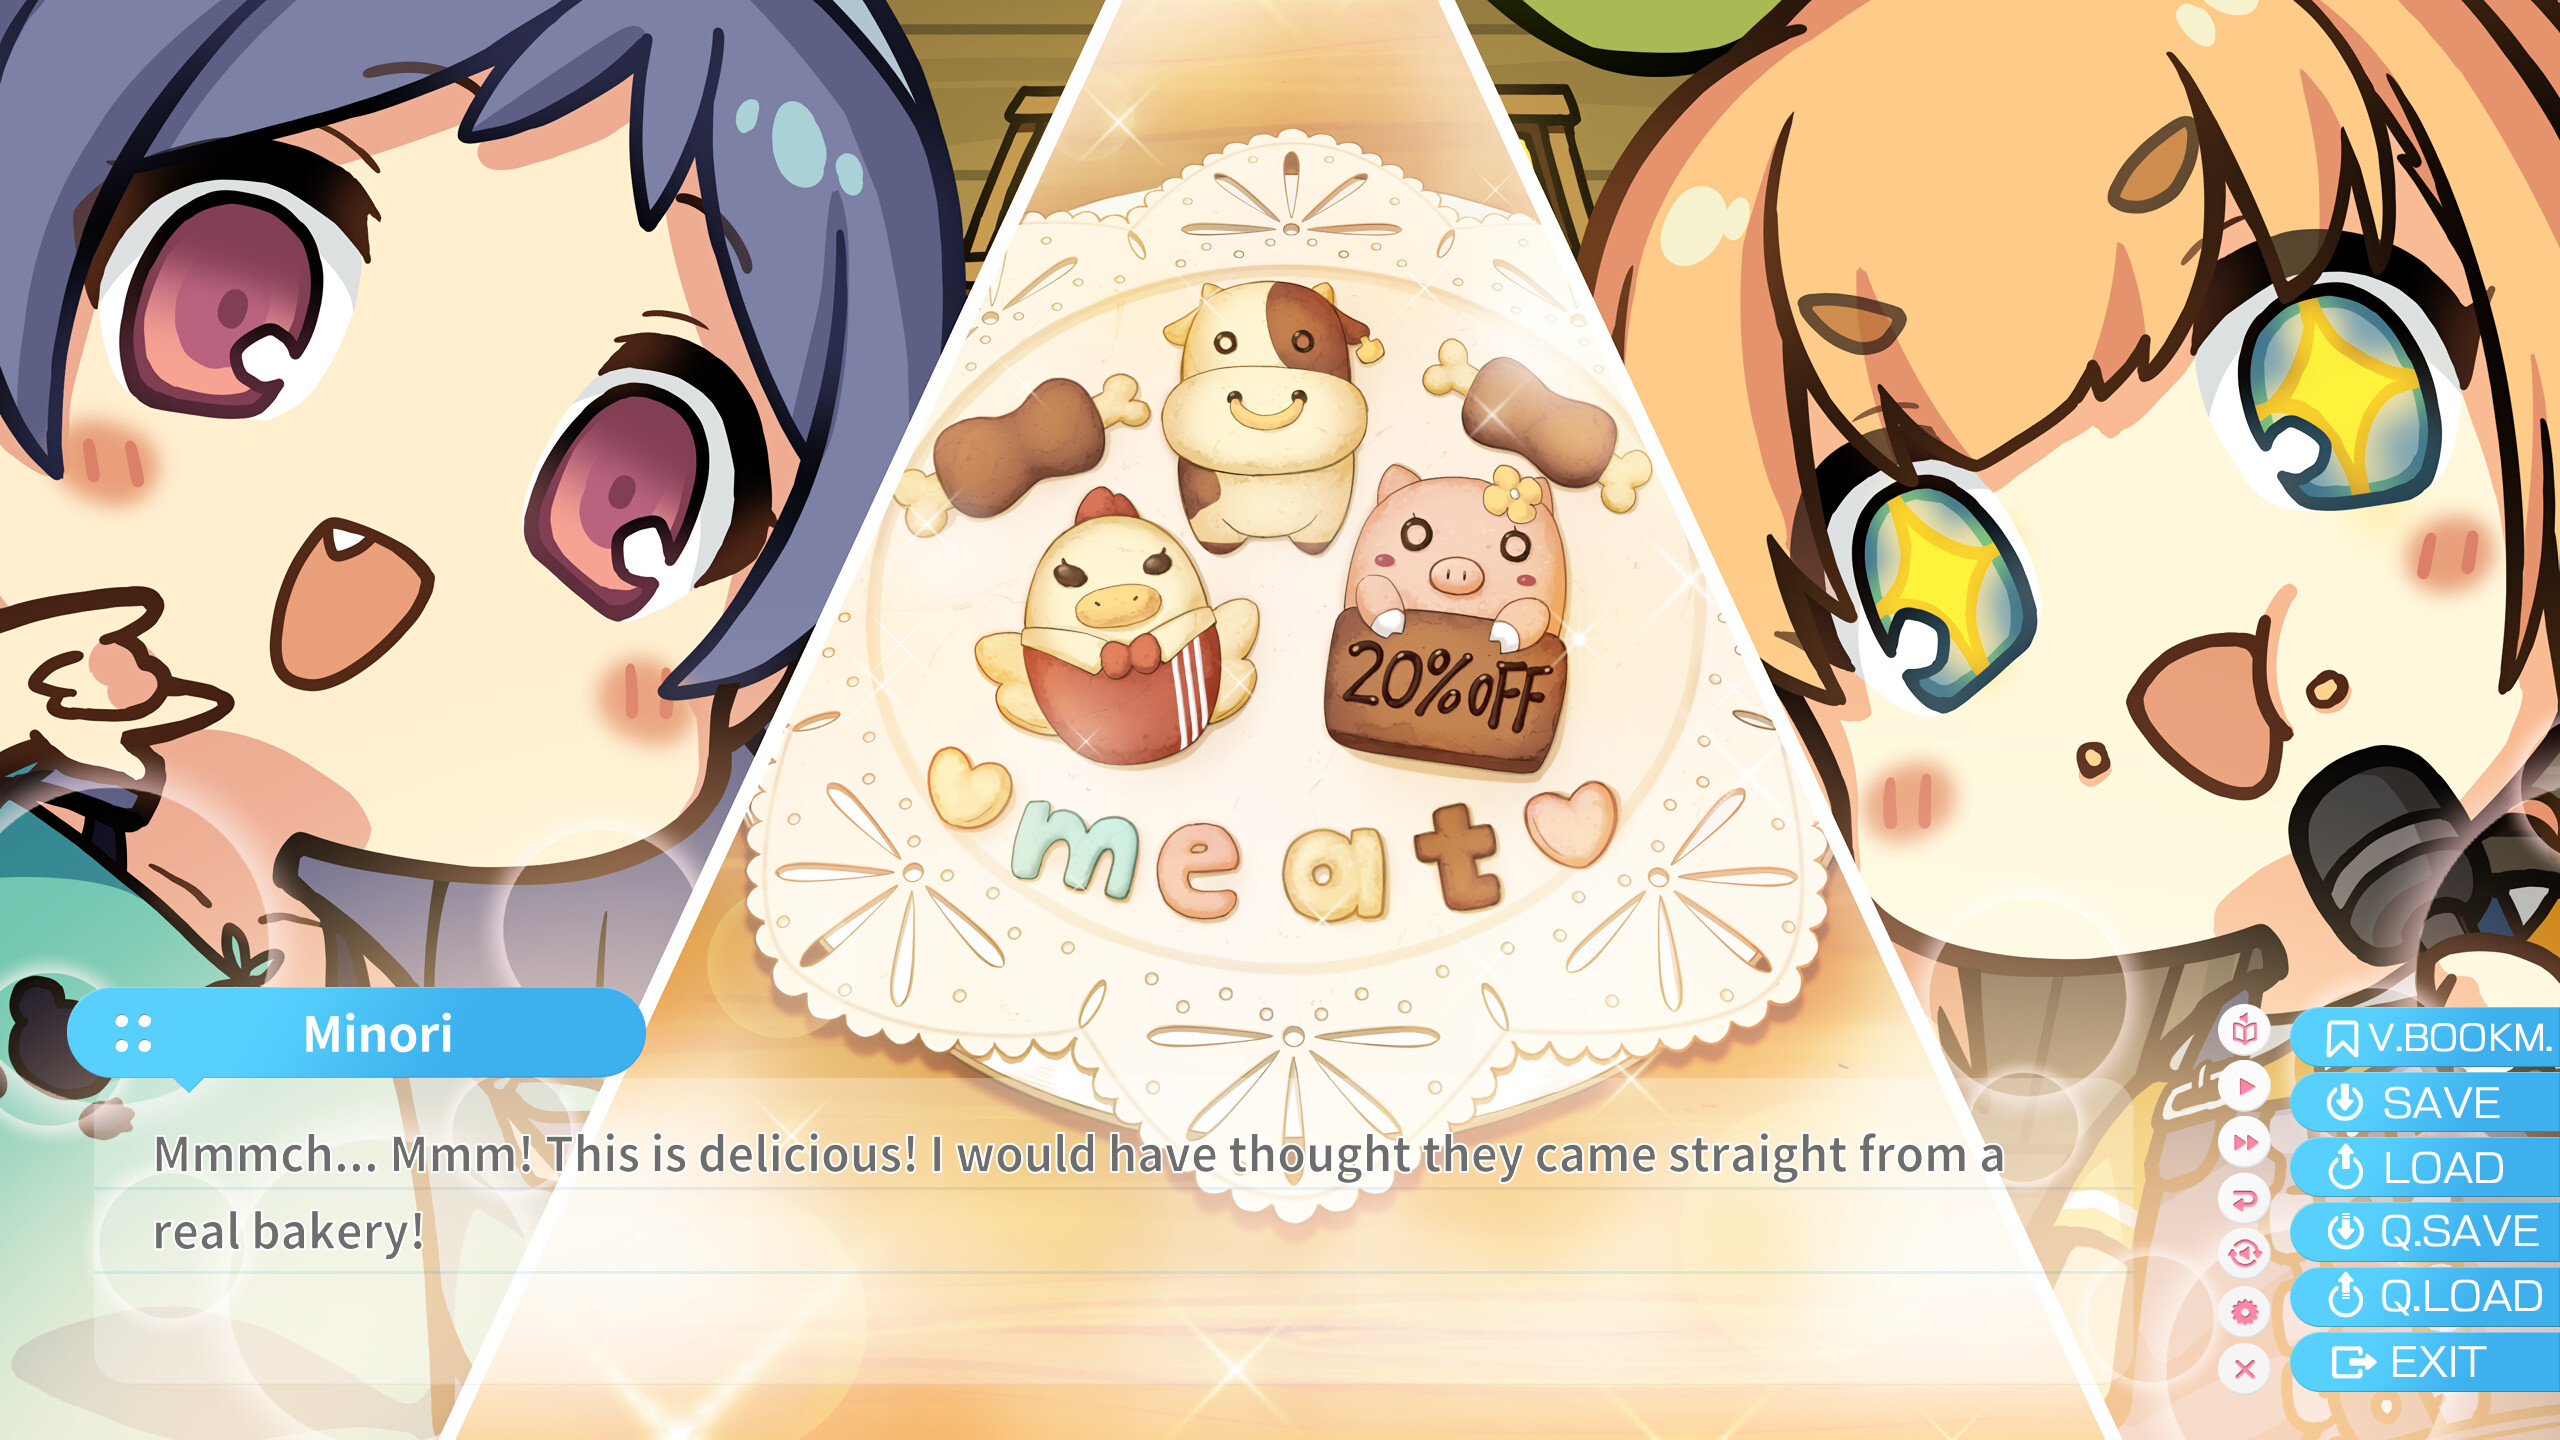 20%OFF
meat
Minori
Mmmch... Mmm! This is delicious! I would have thought they came straight from a
real bakery!
V.BOOKM.
SAVE
LOAD
Q.SAVE
Q.LOAD
EXIT